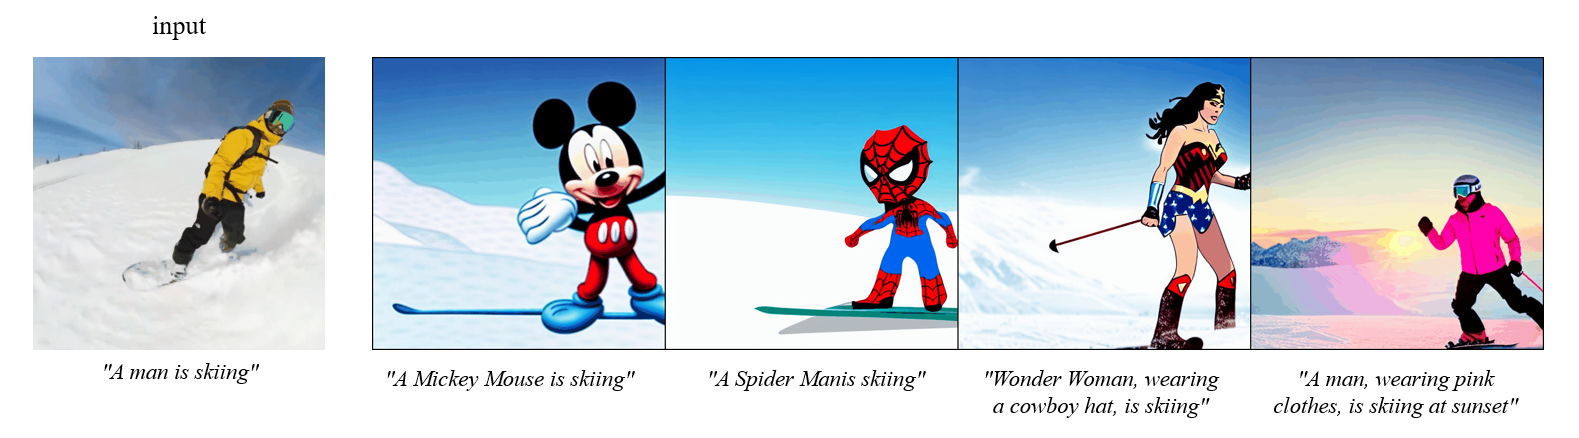 input
"A man is skiing"
"A Mickey Mouse is skiing"
"A Spider Manis skiing"
"Wonder Woman, wearing
a cowboy hat, is skiing"
"A man, wearing pink
clothes, is skiing at sunset"